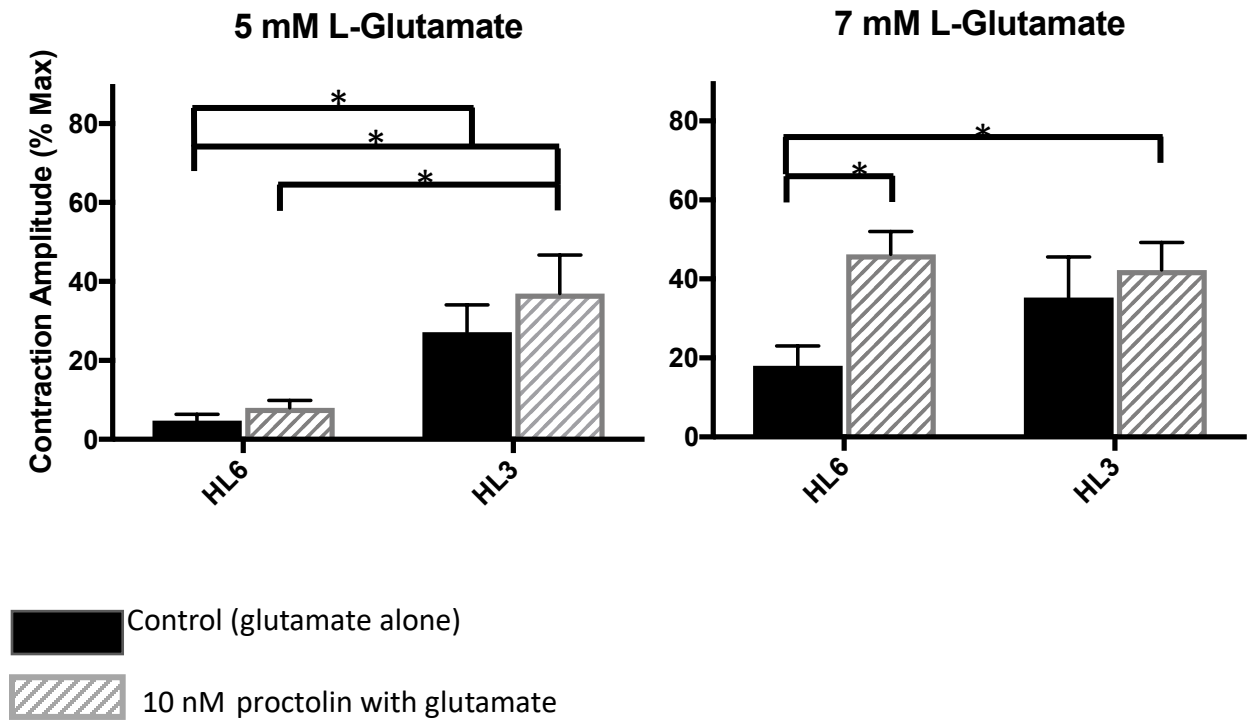 5 mM L-Glutamate
Contraction Amplitude (% Max)
80
60
40
20
0
*
*
*
HL6
HL3
7 mM L-Glutamate
80
60
40
20
0
*
*
HL6
HL3
Control (glutamate alone)
10 nM proctolin with glutamate